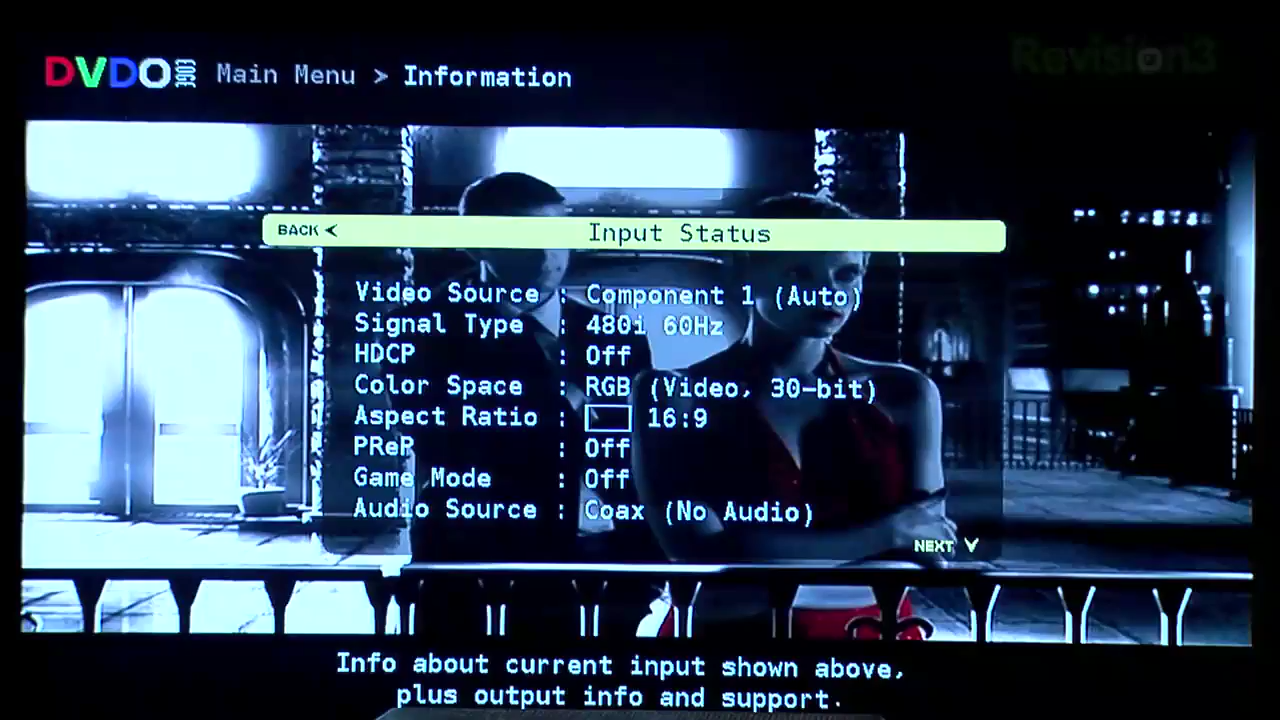 DVDO EDGE Main Menu > Information
Revision3
BACK Input Status
Video Source : Component 1 (Auto)
Signal Type : 480i 60Hz
HDCP : Off
Color Space : RGB (Video, 30-bit)
Aspect Ratio : 16:9
PReP : Off
Game Mode : Off
Audio Source : Coax (No Audio)
NEXT
Info about current input shown above,
plus output info and support.